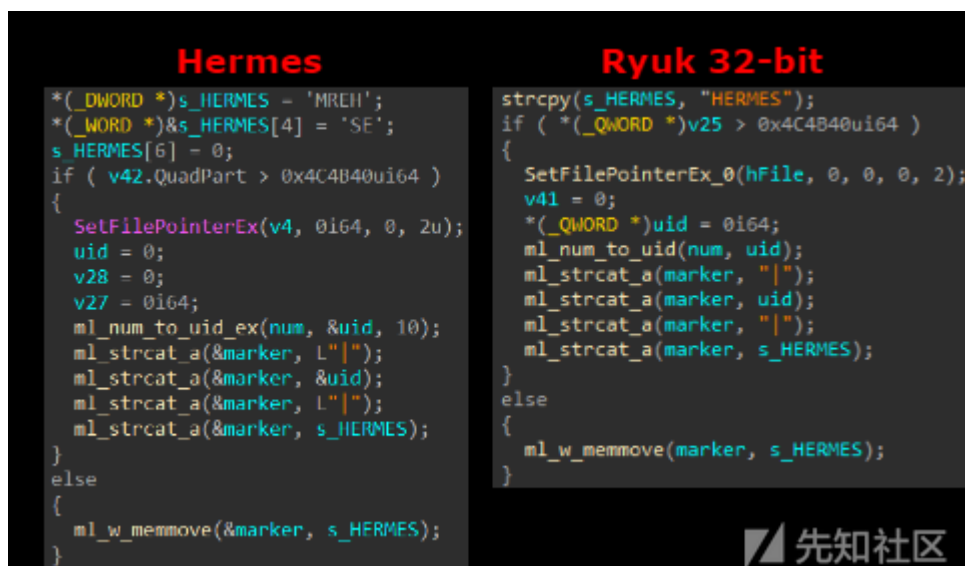 Hermes
*(_DWORD *)s_HERMES = 'MREH';
*(_WORD *)&s_HERMES[4] = 'SE';
s_HERMES[6] = 0;
if ( v42.QuadPart > 0x4C4B40ui64 )
{
SetFilePointerEx(v4, 0i64, 0, 2u);
uid = 0;
v28 = 0;
v27 = 0i64;
ml_num_to_uid_ex(num, &uid, 10);
ml_strcat_a(&marker, L"|");
ml_strcat_a(&marker, &uid);
ml_strcat_a(&marker, L"|");
ml_strcat_a(&marker, s_HERMES);
}
else
{
ml_w_memmove(&marker, s_HERMES);
}
Ryuk 32-bit
strcpy(s_HERMES, "HERMES");
if ( *(_QWORD *)v25 > 0x4C4B40ui64 )
{
SetFilePointerEx_0(hFile, 0, 0, 0, 2);
v41 = 0;
*(_QWORD *)uid = 0i64;
ml_num_to_uid(num, uid);
ml_strcat_a(marker, "|");
ml_strcat_a(marker, uid);
ml_strcat_a(marker, "|");
ml_strcat_a(marker, s_HERMES);
}
else
{
ml_w_memmove(marker, s_HERMES);
}
先知社区